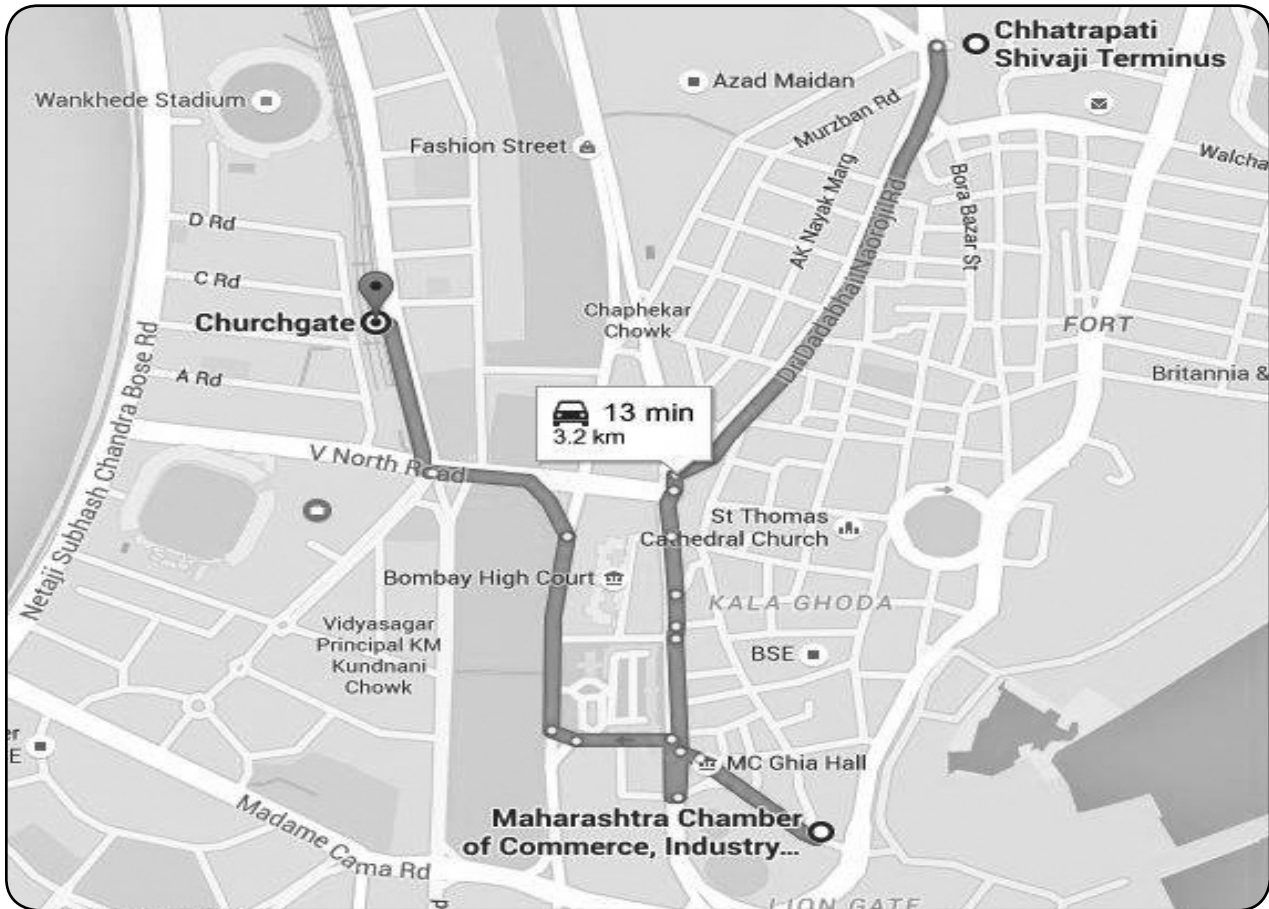 Chhatrapati
Shivaji Terminus
Azad Maidan
Wankhede Stadium
Murzban Rd
Fashion Street
Walcha
AK Nayak Marg
Bora Bazar St
D Rd
C Rd
Dr Dadabhai Naoroji Rd
Chaphekar
Chowk
Churchgate
FORT
A Rd
Britannia &
Netaji Subhash Chandra Bose Rd
13 min
3.2 km
V North Road
St Thomas
Cathedral Church
Bombay High Court
KALA GHODA
Vidyasagar
Principal KM
Kundnani
Chowk
BSE
er
E
MC Ghia Hall
Maharashtra Chamber
of Commerce, Industry...
Madame Cama Rd
P
LION GATE